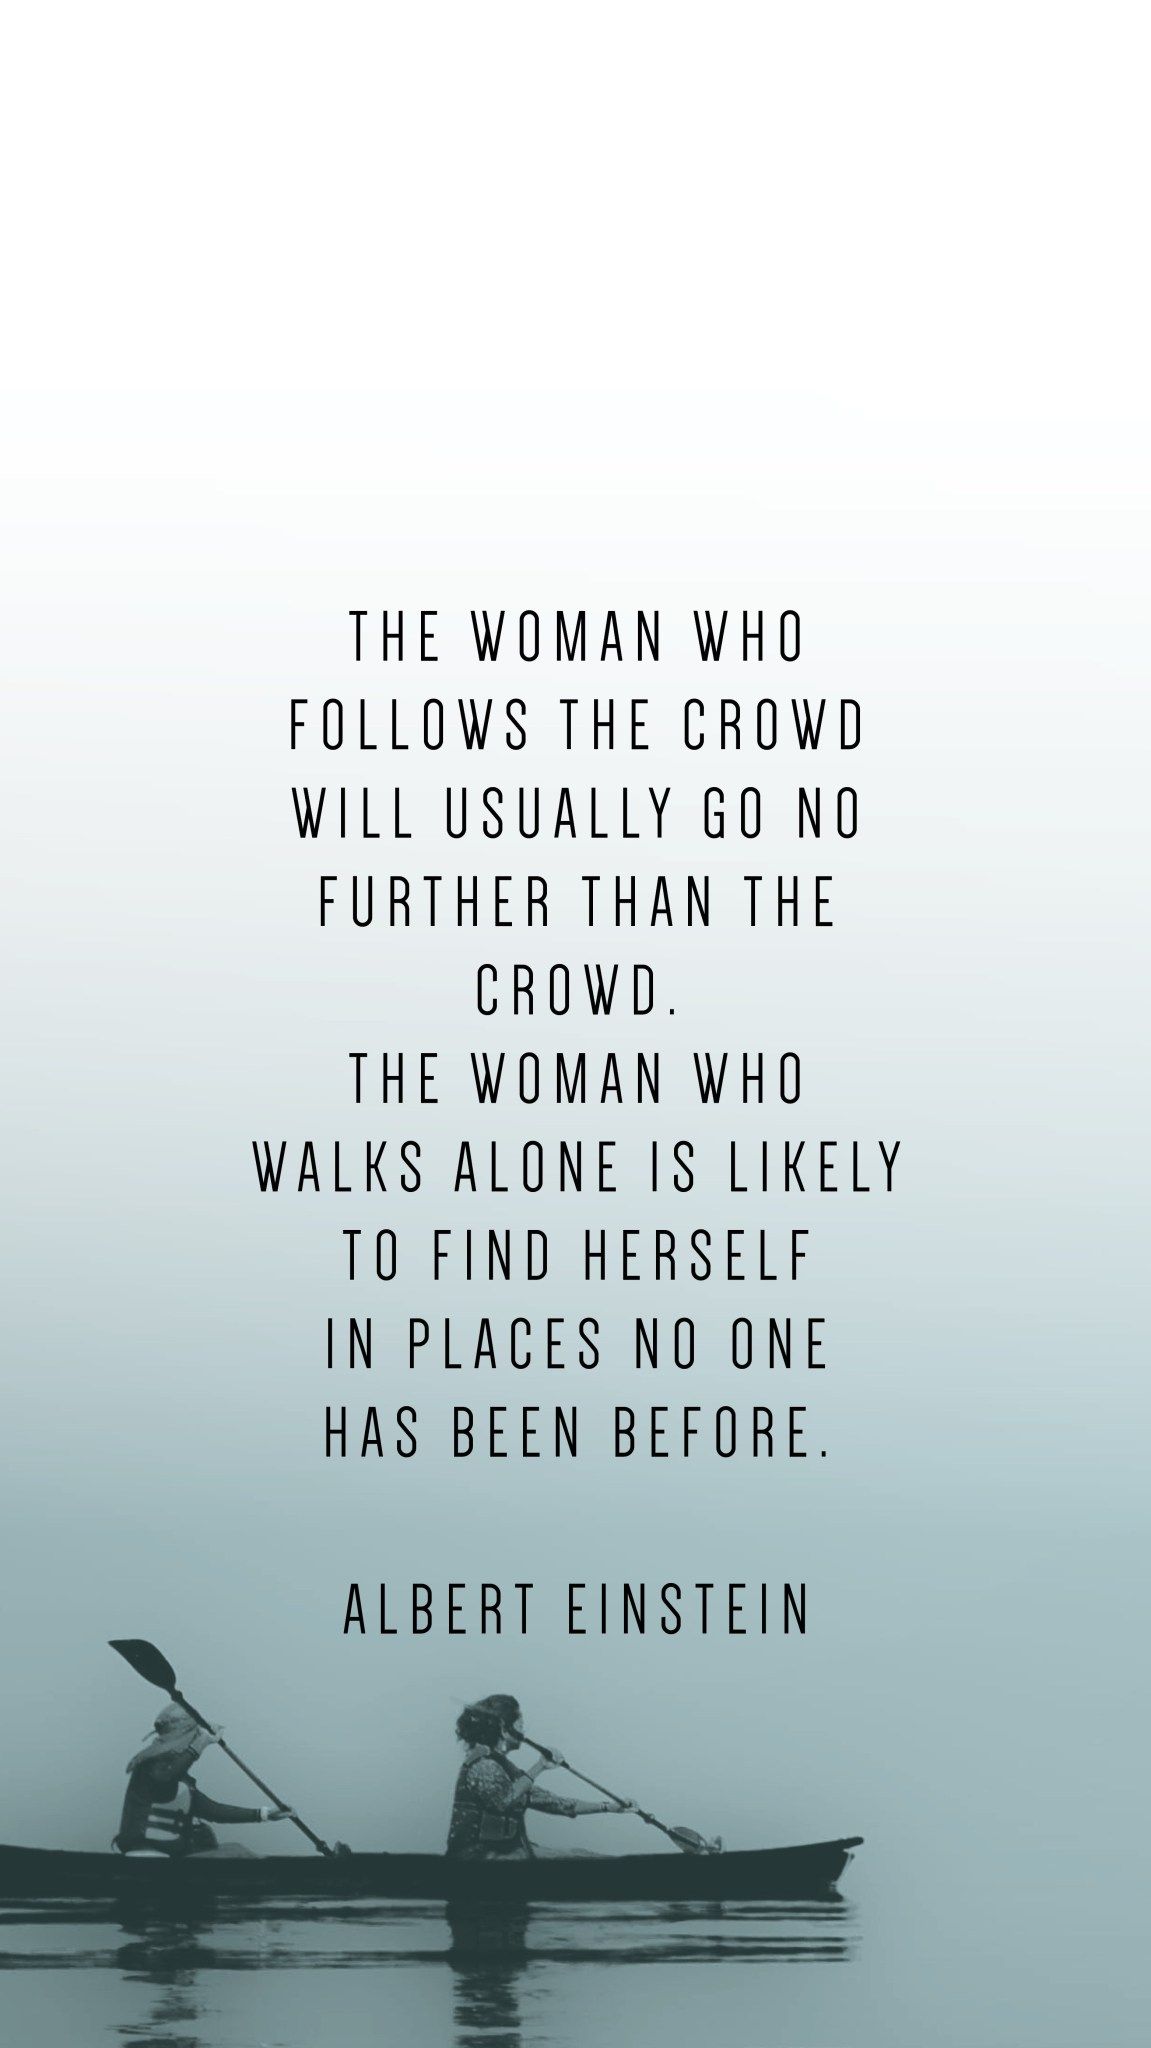 THE WOMAN WHO
FOLLOWS THE CROWD
WILL USUALLY GO NO
FURTHER THAN THE
CROWD.
THE WOMAN WHO
WALKS ALONE IS LIKELY
TO FIND HERSELF
IN PLACES NO ONE
HAS BEEN BEFORE.
ALBERT EINSTEIN